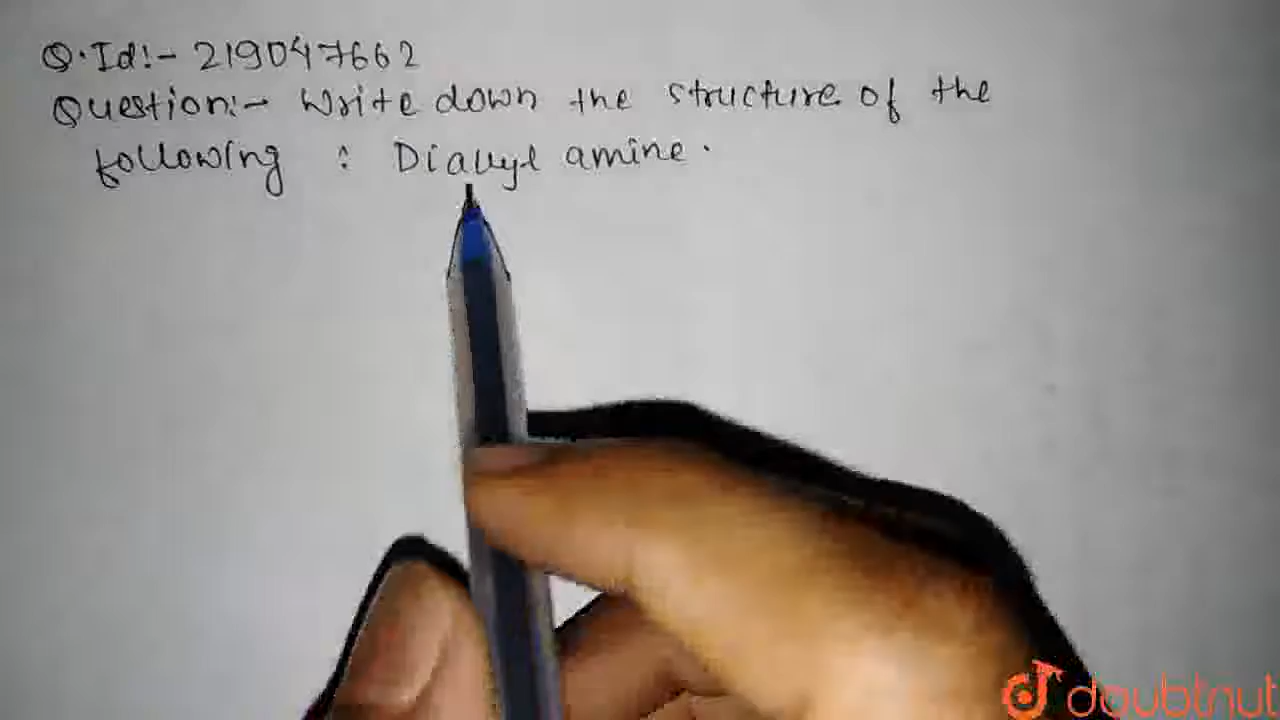 Q. Id:- 219047662
Question:- Write down the structure of the
following : Diallyl amine.
doubtnut